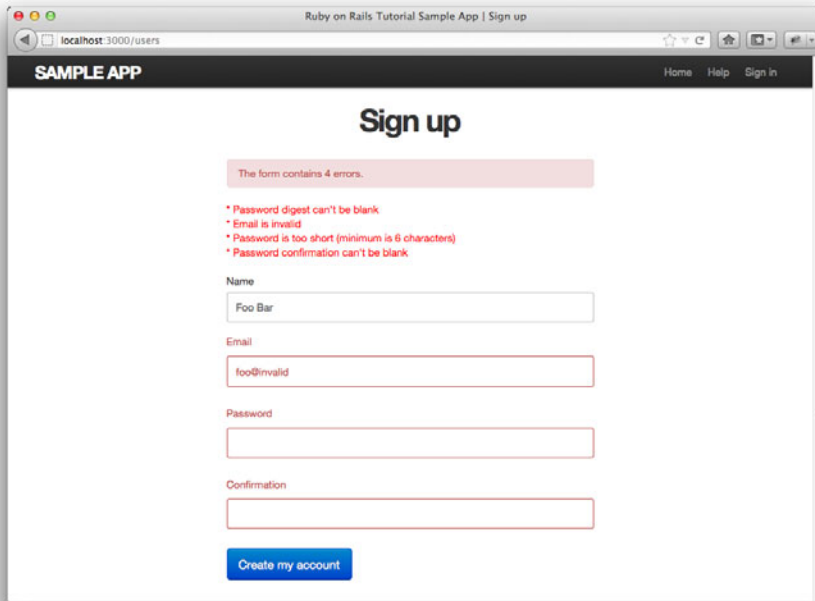 Ruby on Rails Tutorial Sample App | Sign up
localhost:3000/users
SAMPLE APP
Home Help Sign in
Sign up
The form contains 4 errors.
* Password digest can't be blank
* Email is invalid
* Password is too short (minimum is 6 characters)
* Password confirmation can't be blank
Name
Foo Bar
Email
foo@invalid
Password
Confirmation
Create my account